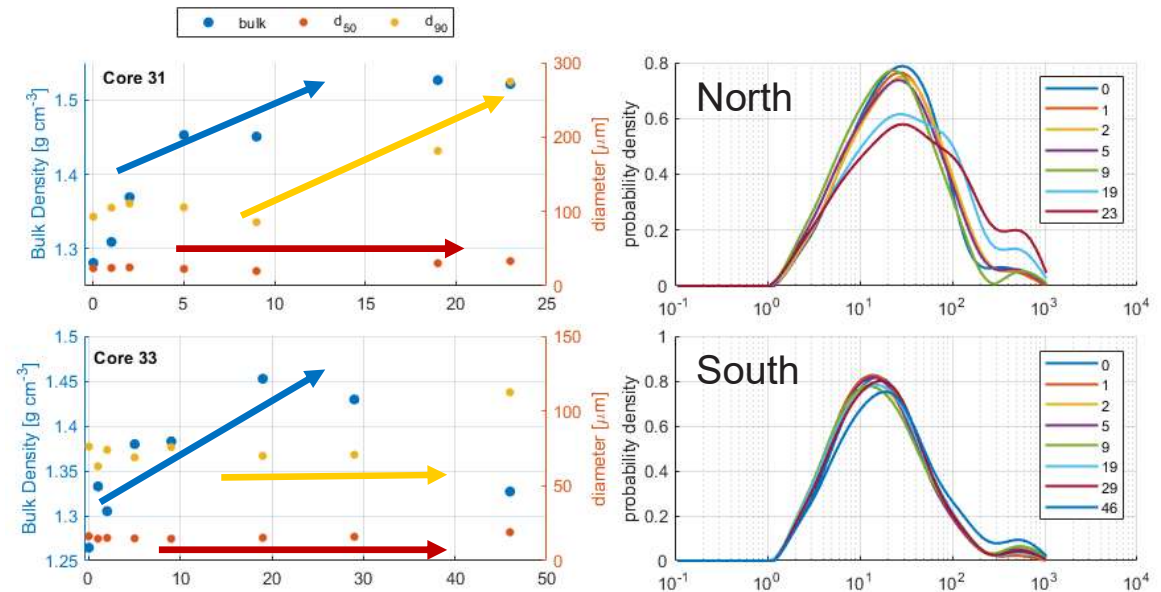 bulk d50 d90
Core 31
Bulk Density [g cm-3]
1.5
1.4
1.3
300
200
100
0
diameter [μm]
0 5 10 15 20 25
North
probability density
0.8
0.6
0.4
0.2
0
10-1 100 101 102 103 104
0
1
2
5
9
19
23
Core 33
Bulk Density [g cm-3]
1.5
1.45
1.4
1.35
1.3
1.25
150
100
50
0
diameter [μm]
0 10 20 30 40 50
South
probability density
1
0.8
0.6
0.4
0.2
0
10-1 100 101 102 103 104
0
1
2
5
9
19
29
46